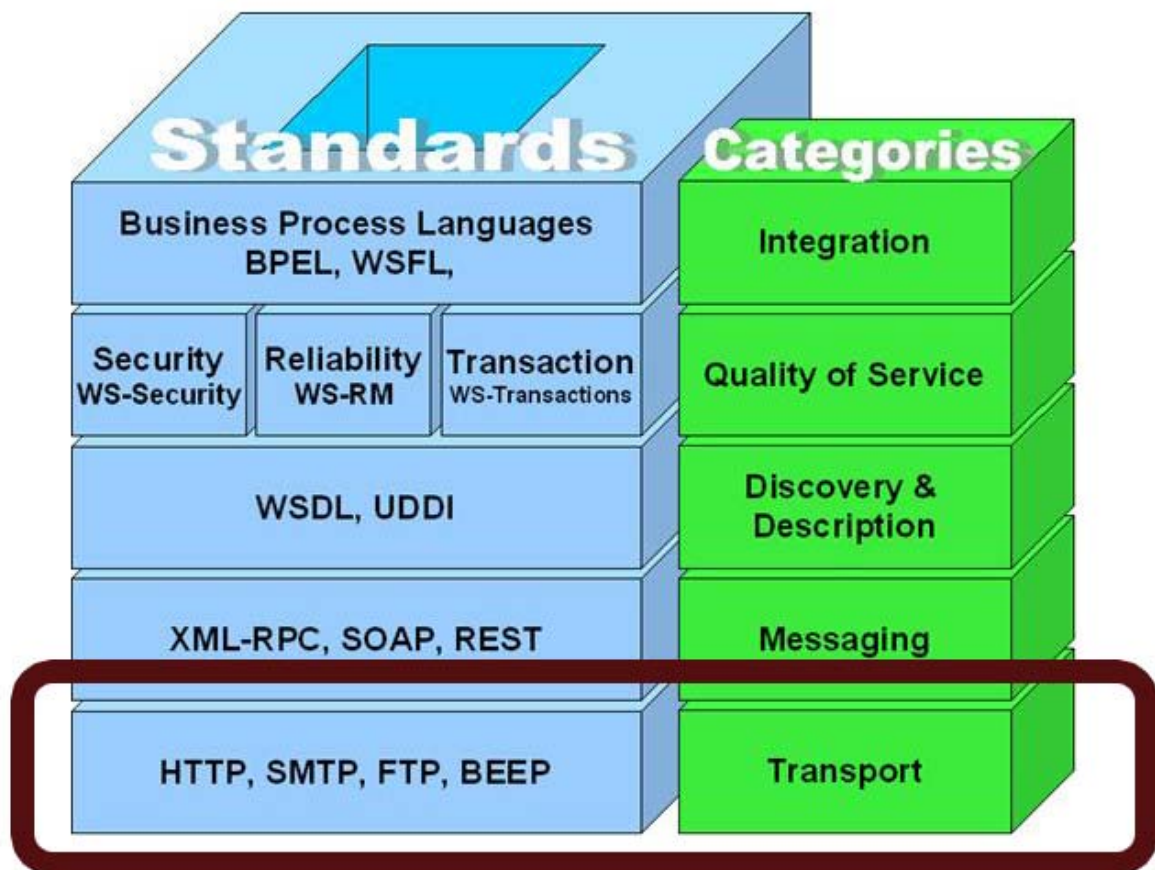 Standards
Categories
Business Process Languages
BPEL, WSFL,
Integration
Security
WS-Security
Reliability
WS-RM
Transaction
WS-Transactions
Quality of Service
WSDL, UDDI
Discovery &
Description
XML-RPC, SOAP, REST
Messaging
HTTP, SMTP, FTP, BEEP
Transport